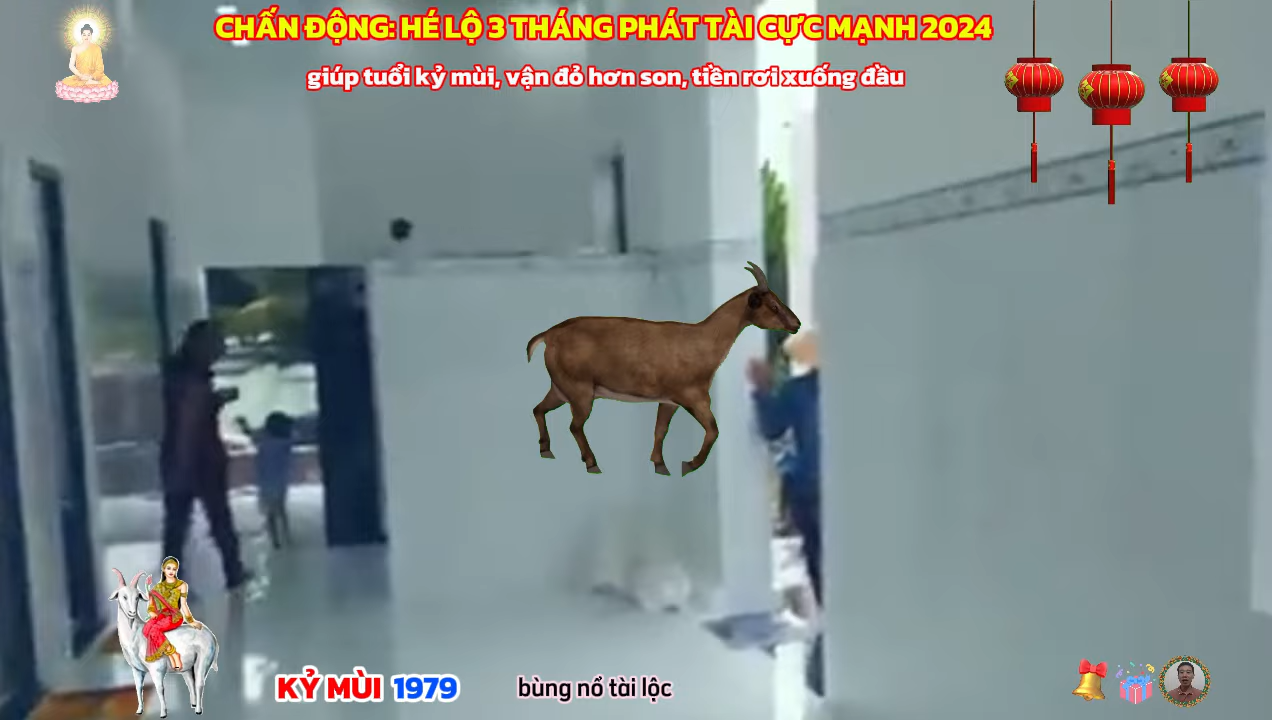 CHẤN ĐỘNG: HÉ LỘ 3 THÁNG PHÁT TÀI CỰC MẠNH 2024
giúp tuổi kỷ mùi, vận đỏ hơn son, tiền rơi xuống đầu
KỶ MÙI 1979
bùng nổ tài lộc